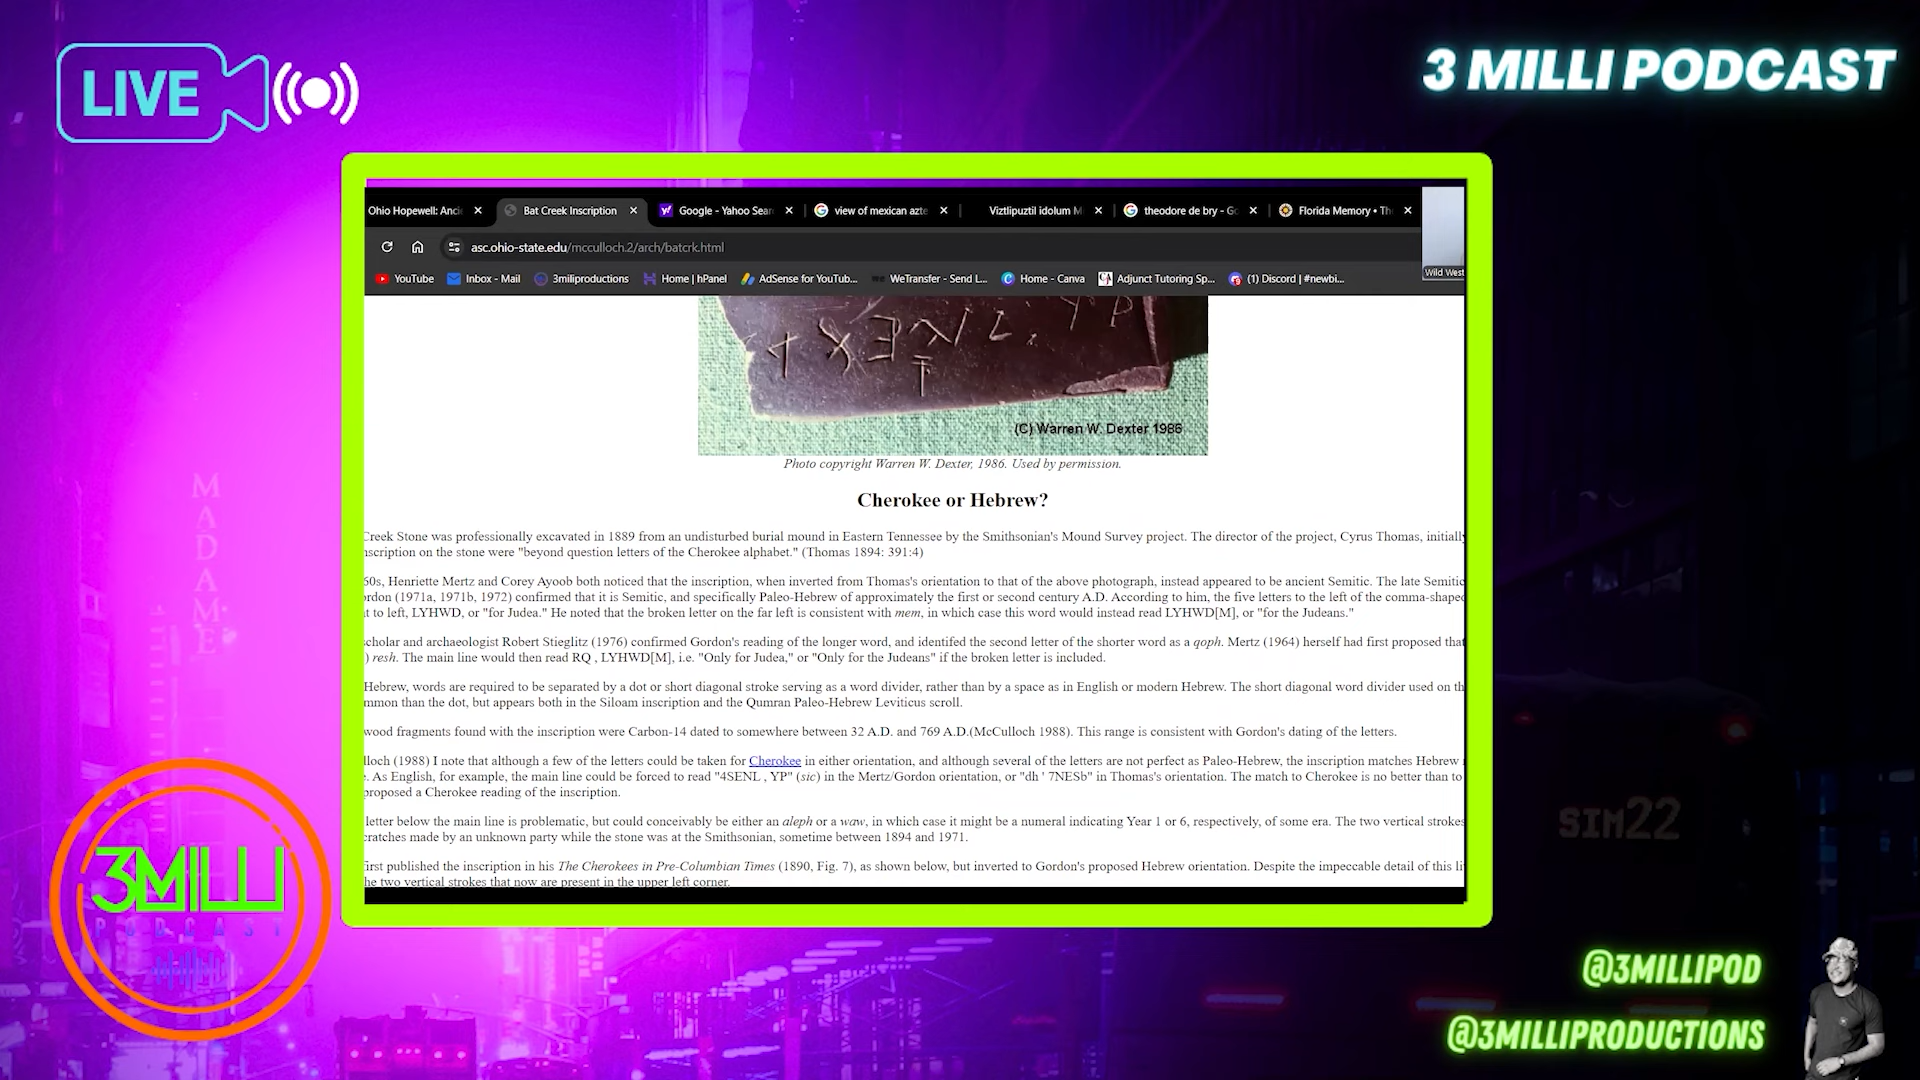 LIVE
3 MILLI PODCAST
Ohio Hopewell: Anci
Bat Creek Inscription
Google - Yahoo Sear
view of mexican azte
Vitzlipuztil idolum M
theodore de bry - Go
Florida Memory • Th
asc.ohio-state.edu/mcculloch.2/arch/batcrk.html
Wild West
YouTube
Inbox - Mail
3miliproductions
Home | hPanel
AdSense for YouTub...
WeTransfer - Send L...
Home - Canva
Adjunct Tutoring Sp...
(1) Discord | #newbi...
(C) Warren W. Dexter 1986
Photo copyright Warren W. Dexter, 1986. Used by permission.
Cherokee or Hebrew?
Creek Stone was professionally excavated in 1889 from an undisturbed burial mound in Eastern Tennessee by the Smithsonian's Mound Survey project. The director of the project, Cyrus Thomas, initially
nscription on the stone were "beyond question letters of the Cherokee alphabet." (Thomas 1894: 391:4)
60s, Henriette Mertz and Corey Ayoob both noticed that the inscription, when inverted from Thomas's orientation to that of the above photograph, instead appeared to be ancient Semitic. The late Semitic
ordon (1971a, 1971b, 1972) confirmed that it is Semitic, and specifically Paleo-Hebrew of approximately the first or second century A.D. According to him, the five letters to the left of the comma-shaped
t to left, LYHWD, or "for Judea." He noted that the broken letter on the far left is consistent with mem, in which case this word would instead read LYHWD[M], or "for the Judeans."
scholar and archaeologist Robert Stieglitz (1976) confirmed Gordon's reading of the longer word, and identifed the second letter of the shorter word as a qoph. Mertz (1964) herself had first proposed that
) resh. The main line would then read RQ , LYHWD[M], i.e. "Only for Judea," or "Only for the Judeans" if the broken letter is included.
Hebrew, words are required to be separated by a dot or short diagonal stroke serving as a word divider, rather than by a space as in English or modern Hebrew. The short diagonal word divider used on th
mmon than the dot, but appears both in the Siloam inscription and the Qumran Paleo-Hebrew Leviticus scroll.
wood fragments found with the inscription were Carbon-14 dated to somewhere between 32 A.D. and 769 A.D.(McCulloch 1988). This range is consistent with Gordon's dating of the letters.
lloch (1988) I note that although a few of the letters could be taken for Cherokee in either orientation, and although several of the letters are not perfect as Paleo-Hebrew, the inscription matches Hebrew
. As English, for example, the main line could be forced to read "4SENL , YP" (sic) in the Mertz/Gordon orientation, or "dh ' 7NESb" in Thomas's orientation. The match to Cherokee is no better than to
proposed a Cherokee reading of the inscription.
letter below the main line is problematic, but could conceivably be either an aleph or a waw, in which case it might be a numeral indicating Year 1 or 6, respectively, of some era. The two vertical strokes
cratches made by an unknown party while the stone was at the Smithsonian, sometime between 1894 and 1971.
first published the inscription in his The Cherokees in Pre-Columbian Times (1890, Fig. 7), as shown below, but inverted to Gordon's proposed Hebrew orientation. Despite the impeccable detail of this li
he two vertical strokes that now are present in the upper left corner.
MADAME
3MILLI
PODCAST
SIM22
@3MILLIPOD
@3MILLIPRODUCTIONS